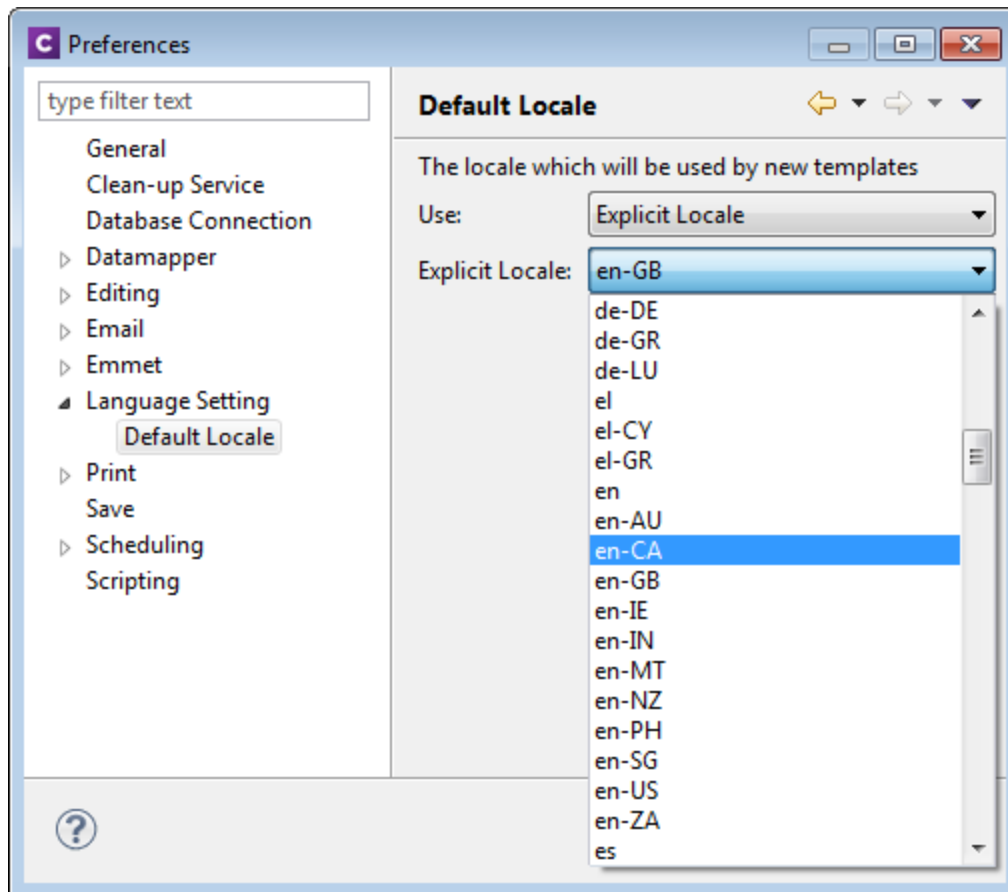 C Preferences
type filter text
General
Clean-up Service
Database Connection
Datamapper
Editing
Email
Emmet
Language Setting
Default Locale
Print
Save
Scheduling
Scripting
Default Locale
The locale which will be used by new templates
Use: Explicit Locale
Explicit Locale: en-GB
de-DE
de-GR
de-LU
el
el-CY
el-GR
en
en-AU
en-CA
en-GB
en-IE
en-IN
en-MT
en-NZ
en-PH
en-SG
en-US
en-ZA
es
?